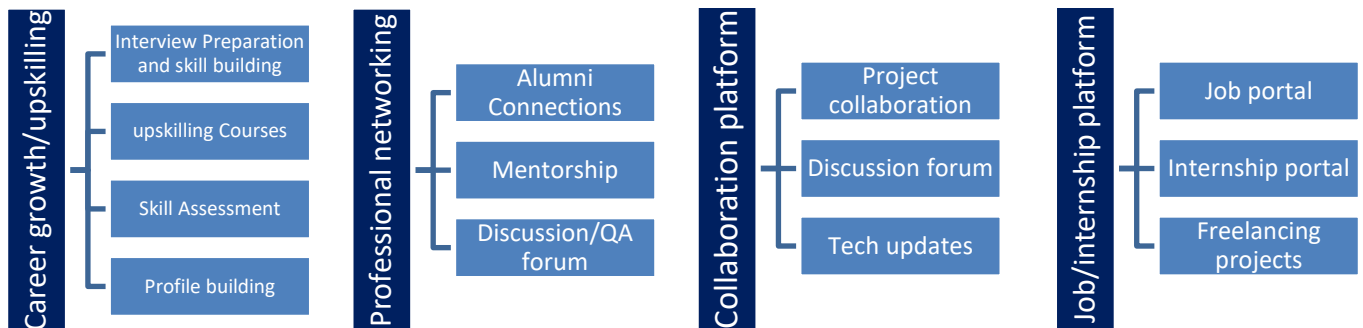 Career growth/upskilling
Interview Preparation
and skill building
upskilling Courses
Skill Assessment
Profile building
Professional networking
Alumni
Connections
Mentorship
Discussion/QA
forum
Collaboration platform
Project
collaboration
Discussion forum
Tech updates
Job/internship platform
Job portal
Internship portal
Freelancing
projects